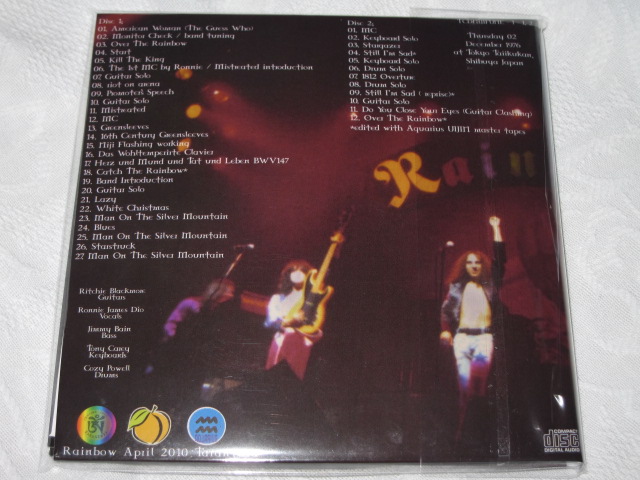 Disc 1;
01. American Woman (The Guess Who)
02. Monitor Check / band tuning
03. Over The Rainbow
04. Start
05. Kill The King
06. The 1st MC by Ronnie / Mistreated introduction
07. Guitar Solo
08. riot on arena
09. Promoter's Speech
10. Guitar Solo
11. Mistreated
12. MC
13. Greensleeves
14. 16th Century Greensleeves
15. Miji Flashing working
16. Das Wohltemperirte Clavier
17. Herz und Mund und Tat und Leben BWV147
18. Catch The Rainbow*
19. Band Introduction
20. Guitar Solo
21. Lazy
22. White Christmas
23. Man On The Silver Mountain
24. Blues
25. Man On The Silver Mountain
26. Starstruck
27. Man On The Silver Mountain
Ritchie Blackmore
Guitars
Ronnie James Dio
Vocals
Jimmy Bain
Bass
Tony Carey
Keyboards
Cozy Powell
Drums
Disc 2;
01. MC
02. Keyboard Solo
03. Stargazer
04. Still I'm Sad*
05. Keyboard Solo
06. Drum Solo
07. 1812 Overture
08. Drum Solo
09. Still I'm Sad (reprise)*
10. Guitar Solo
11. Do You Close Your Eyes (Guitar Clashing)
12. Over The Rainbow*
*edited with Aquarius UIJIN master tapes
Thursday 02
December 1976
at Tokyo Taiikukan,
Shibuya Japan
Rain
Rainbow April 2010
COMPACT
disc
DIGITAL AUDIO